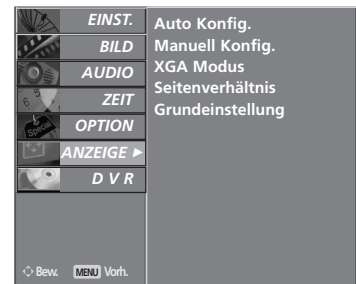 EINST.
BILD
AUDIO
ZEIT
OPTION
ANZEIGE ►
D V R
Auto Konfig.
Manuell Konfig.
XGA Modus
Seitenverhältnis
Grundeinstellung
Bew. MENU Vorh.